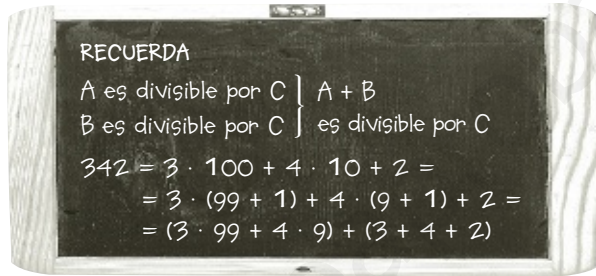 RECUERDA
A es divisible por C } A + B
B es divisible por C } es divisible por C
342 = 3 · 100 + 4 · 10 + 2 =
= 3 · (99 + 1) + 4 · (9 + 1) + 2 =
= (3 · 99 + 4 · 9) + (3 + 4 + 2)